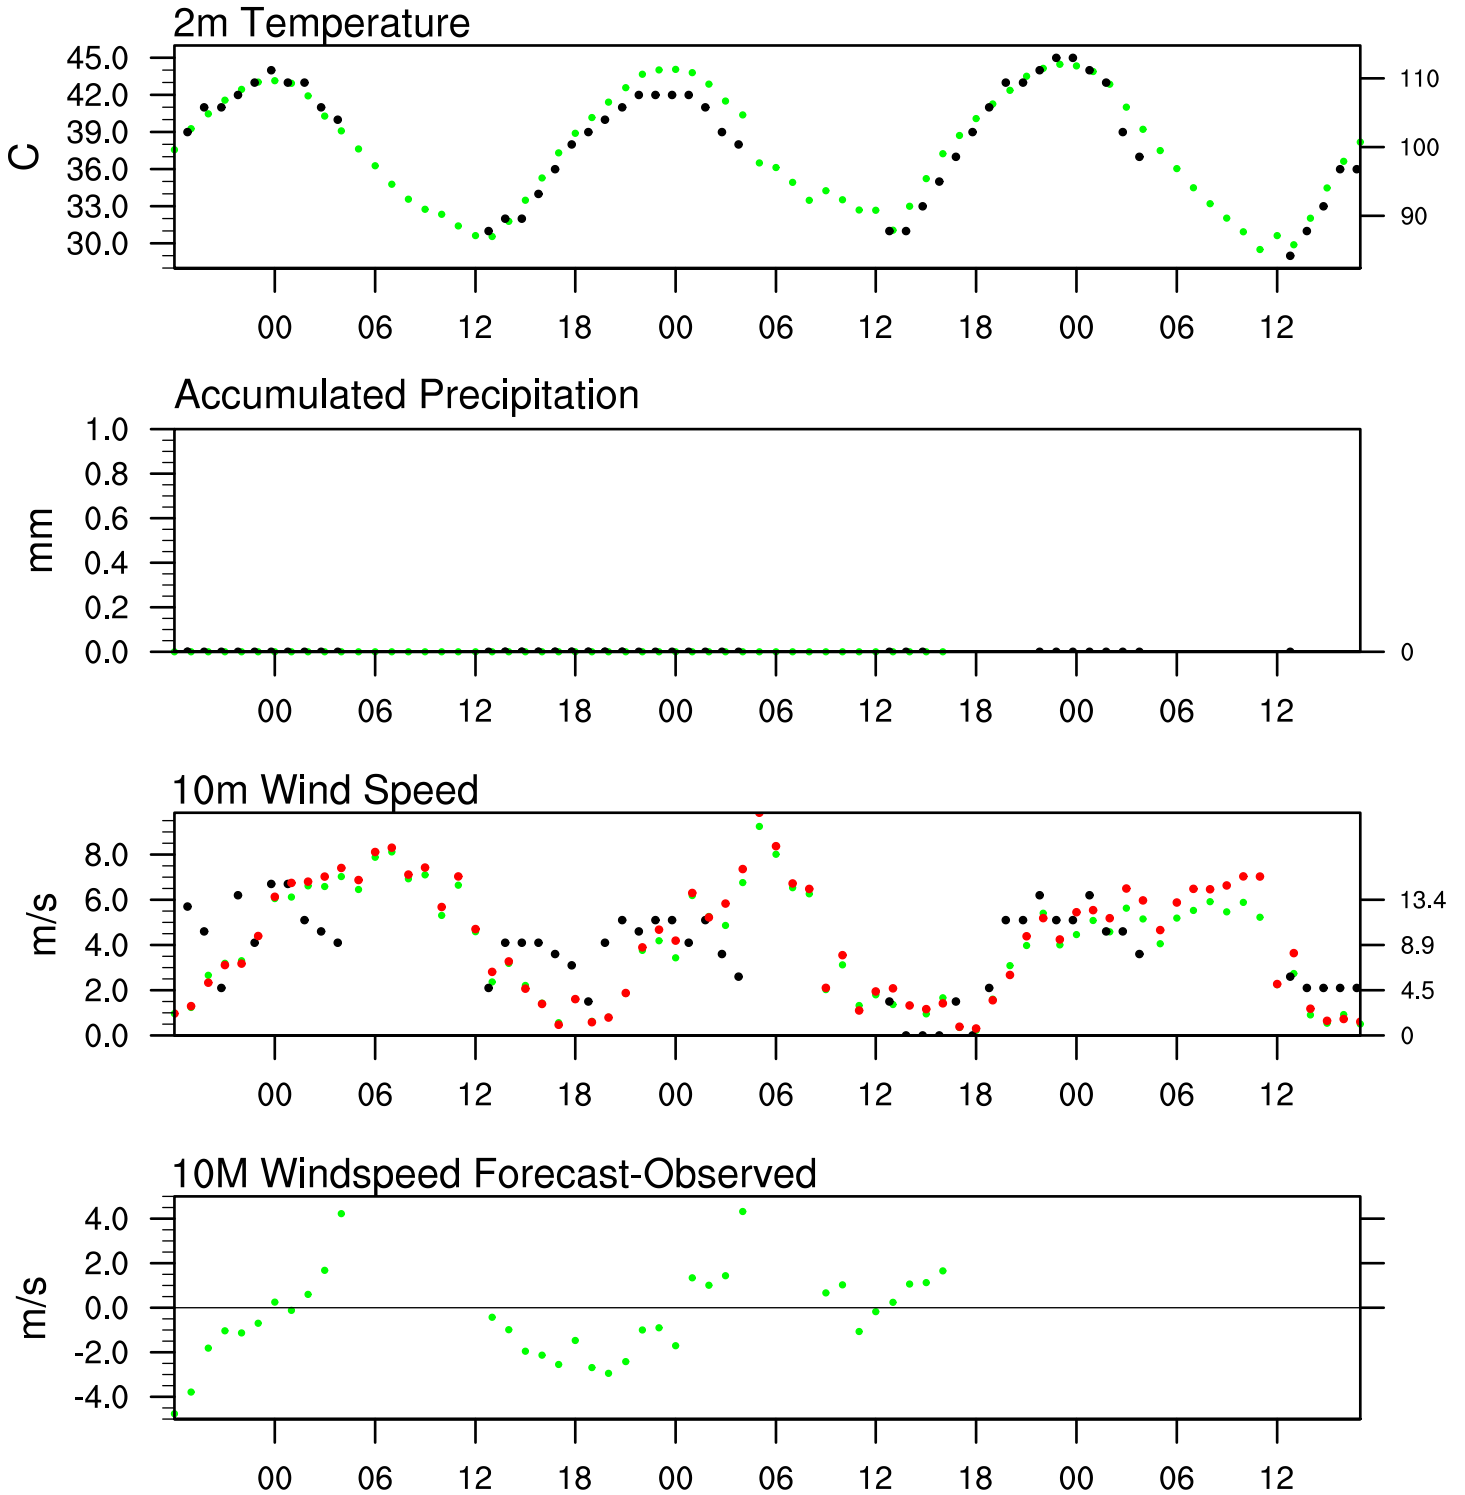 2m Temperature
45.0
42.0
39.0
36.0
33.0
30.0
C
110
100
90
00 06 12 18 00 06 12 18 00 06 12
Accumulated Precipitation
1.0
0.8
0.6
0.4
0.2
0.0
mm
0
00 06 12 18 00 06 12 18 00 06 12
10m Wind Speed
8.0
6.0
4.0
2.0
0.0
m/s
13.4
8.9
4.5
0
00 06 12 18 00 06 12 18 00 06 12
10M Windspeed Forecast-Observed
4.0
2.0
0.0
-2.0
-4.0
m/s
00 06 12 18 00 06 12 18 00 06 12